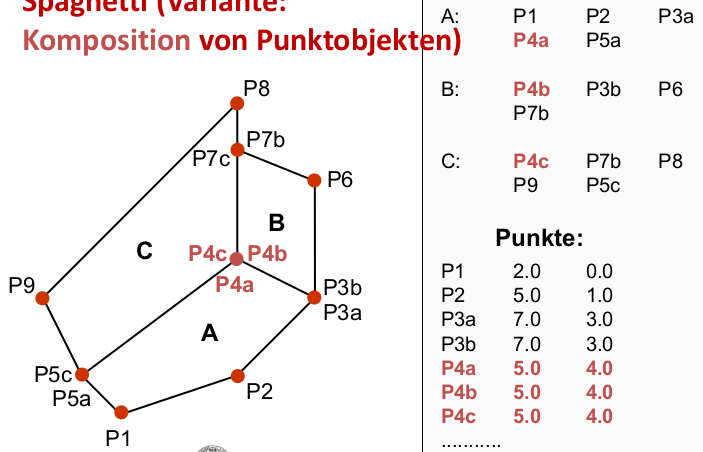 Spaghetti (Variante:
Komposition von Punktobjekten)
P8
P7b
P7c
P6
B
C
P4c P4b
P4a
P9
P3b
P3a
A
P5c
P5a
P2
P1
A: P1 P2 P3a
P4a P5a
B: P4b P3b P6
P7b
C: P4c P7b P8
P9 P5c
Punkte:
P1 2.0 0.0
P2 5.0 1.0
P3a 7.0 3.0
P3b 7.0 3.0
P4a 5.0 4.0
P4b 5.0 4.0
P4c 5.0 4.0
...........